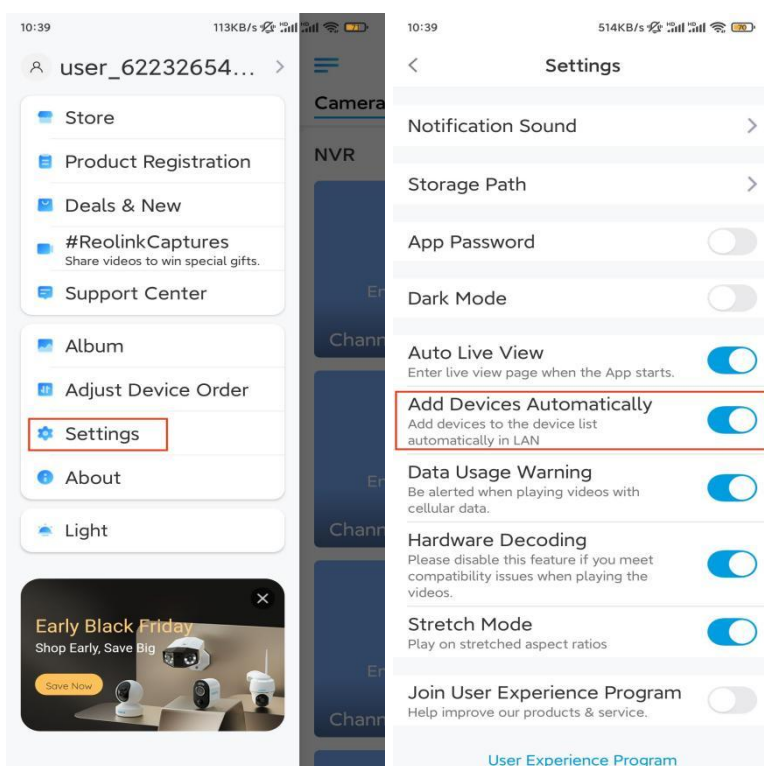 10:39
113KB/s
71
user_62232654...
Store
Product Registration
Deals & New
#ReolinkCaptures
Share videos to win special gifts.
Support Center
Album
Adjust Device Order
Settings
About
Light
Early Black Friday
Shop Early, Save Big
Save Now
Camera
NVR
Er
Chann
Er
Chann
Er
Chann
10:39
514KB/s
70
Settings
Notification Sound
Storage Path
App Password
Dark Mode
Auto Live View
Enter live view page when the App starts.
Add Devices Automatically
Add devices to the device list
automatically in LAN
Data Usage Warning
Be alerted when playing videos with
cellular data.
Hardware Decoding
Please disable this feature if you meet
compatibility issues when playing the
videos.
Stretch Mode
Play on stretched aspect ratios
Join User Experience Program
Help improve our products & service.
User Experience Program